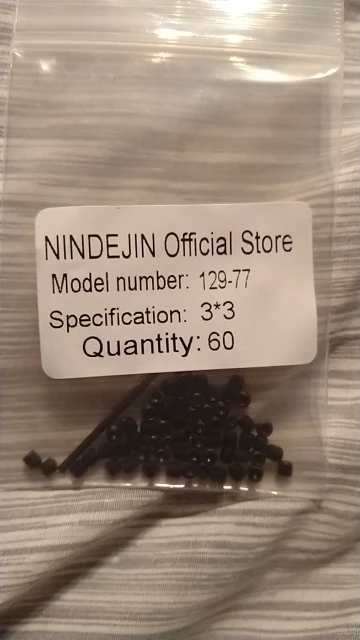 NINDEJIN Official Store
Model number: 129-77
Specification: 3*3
Quantity: 60